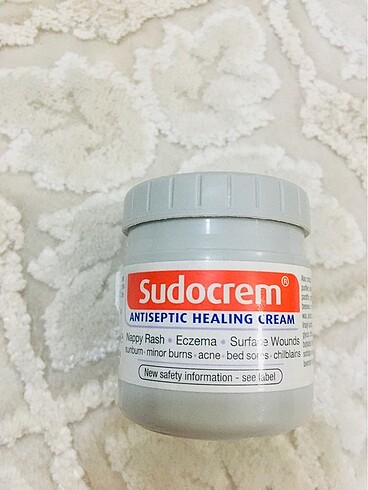 Sudocrem®
ANTISEPTIC HEALING CREAM
Nappy Rash • Eczema • Surface Wounds
sunburn • minor burns • acne • bed sores • chilblains
New safety information - see label